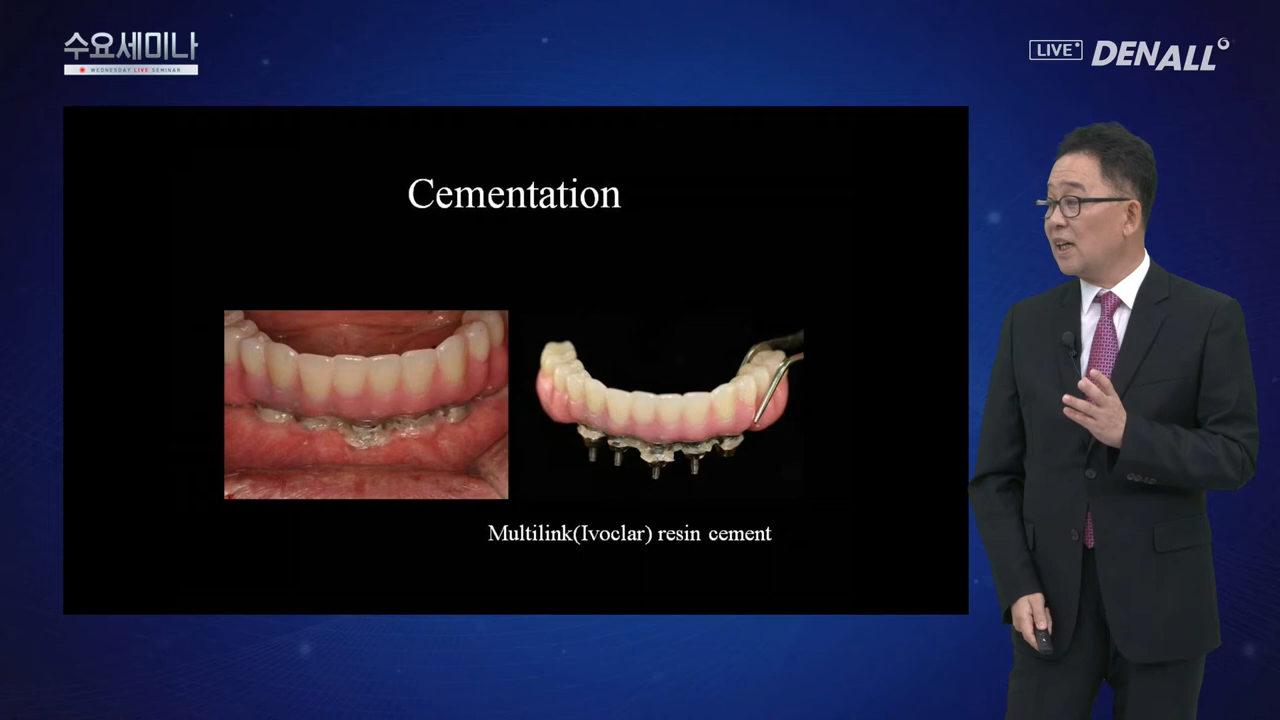 수요세미나
WEDNESDAY LIVE SEMINAR
LIVE
DENALL
Cementation
Multilink(Ivoclar) resin cement